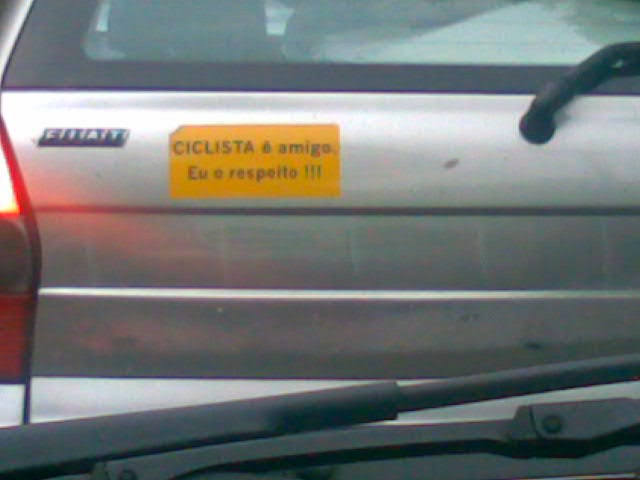 FIAT
CICLISTA é amigo.
Eu o respeito !!!